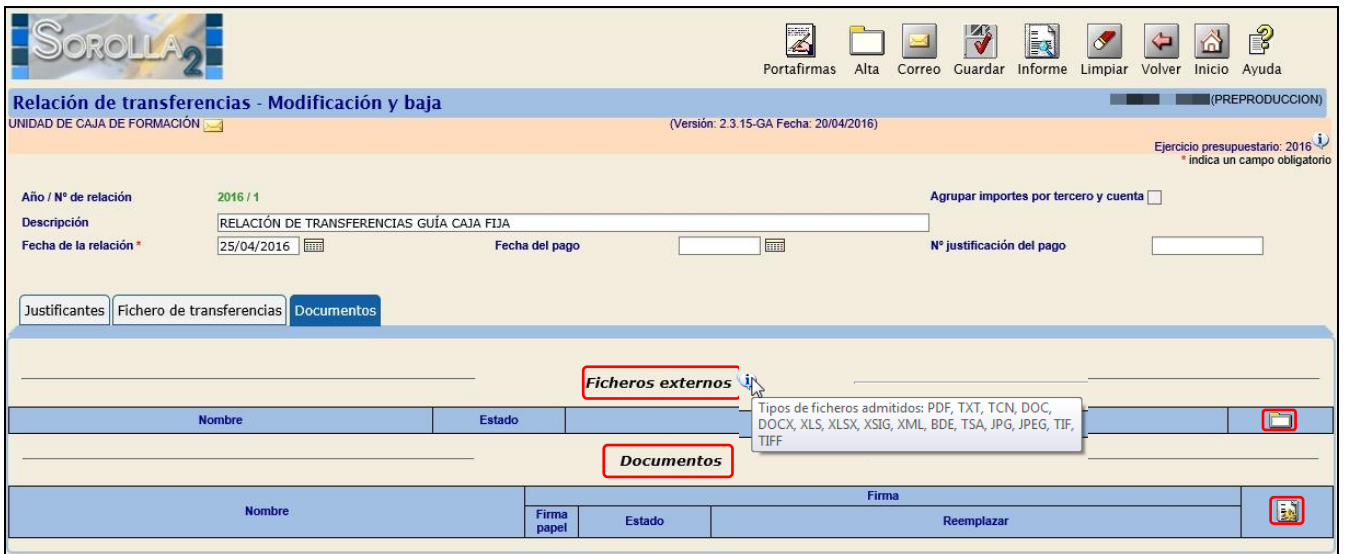 SOROLLA2
Portafirmas Alta Correo Guardar Informe Limpiar Volver Inicio Ayuda
Relación de transferencias - Modificación y baja
(PREPRODUCCION)
UNIDAD DE CAJA DE FORMACIÓN
(Versión: 2.3.15-GA Fecha: 20/04/2016)
Ejercicio presupuestario: 2016
* indica un campo obligatorio
Año / Nº de relación 2016 / 1 Agrupar importes por tercero y cuenta
Descripción RELACIÓN DE TRANSFERENCIAS GUÍA CAJA FIJA
Fecha de la relación * 25/04/2016 Fecha del pago Nº justificación del pago
Justificantes Fichero de transferencias Documentos
Ficheros externos
Nombre Estado
Tipos de ficheros admitidos: PDF, TXT, TCN, DOC,
DOCX, XLS, XLSX, XSIG, XML, BDE, TSA, JPG, JPEG, TIF,
TIFF
Documentos
Nombre Firma
Firma papel Estado Reemplazar